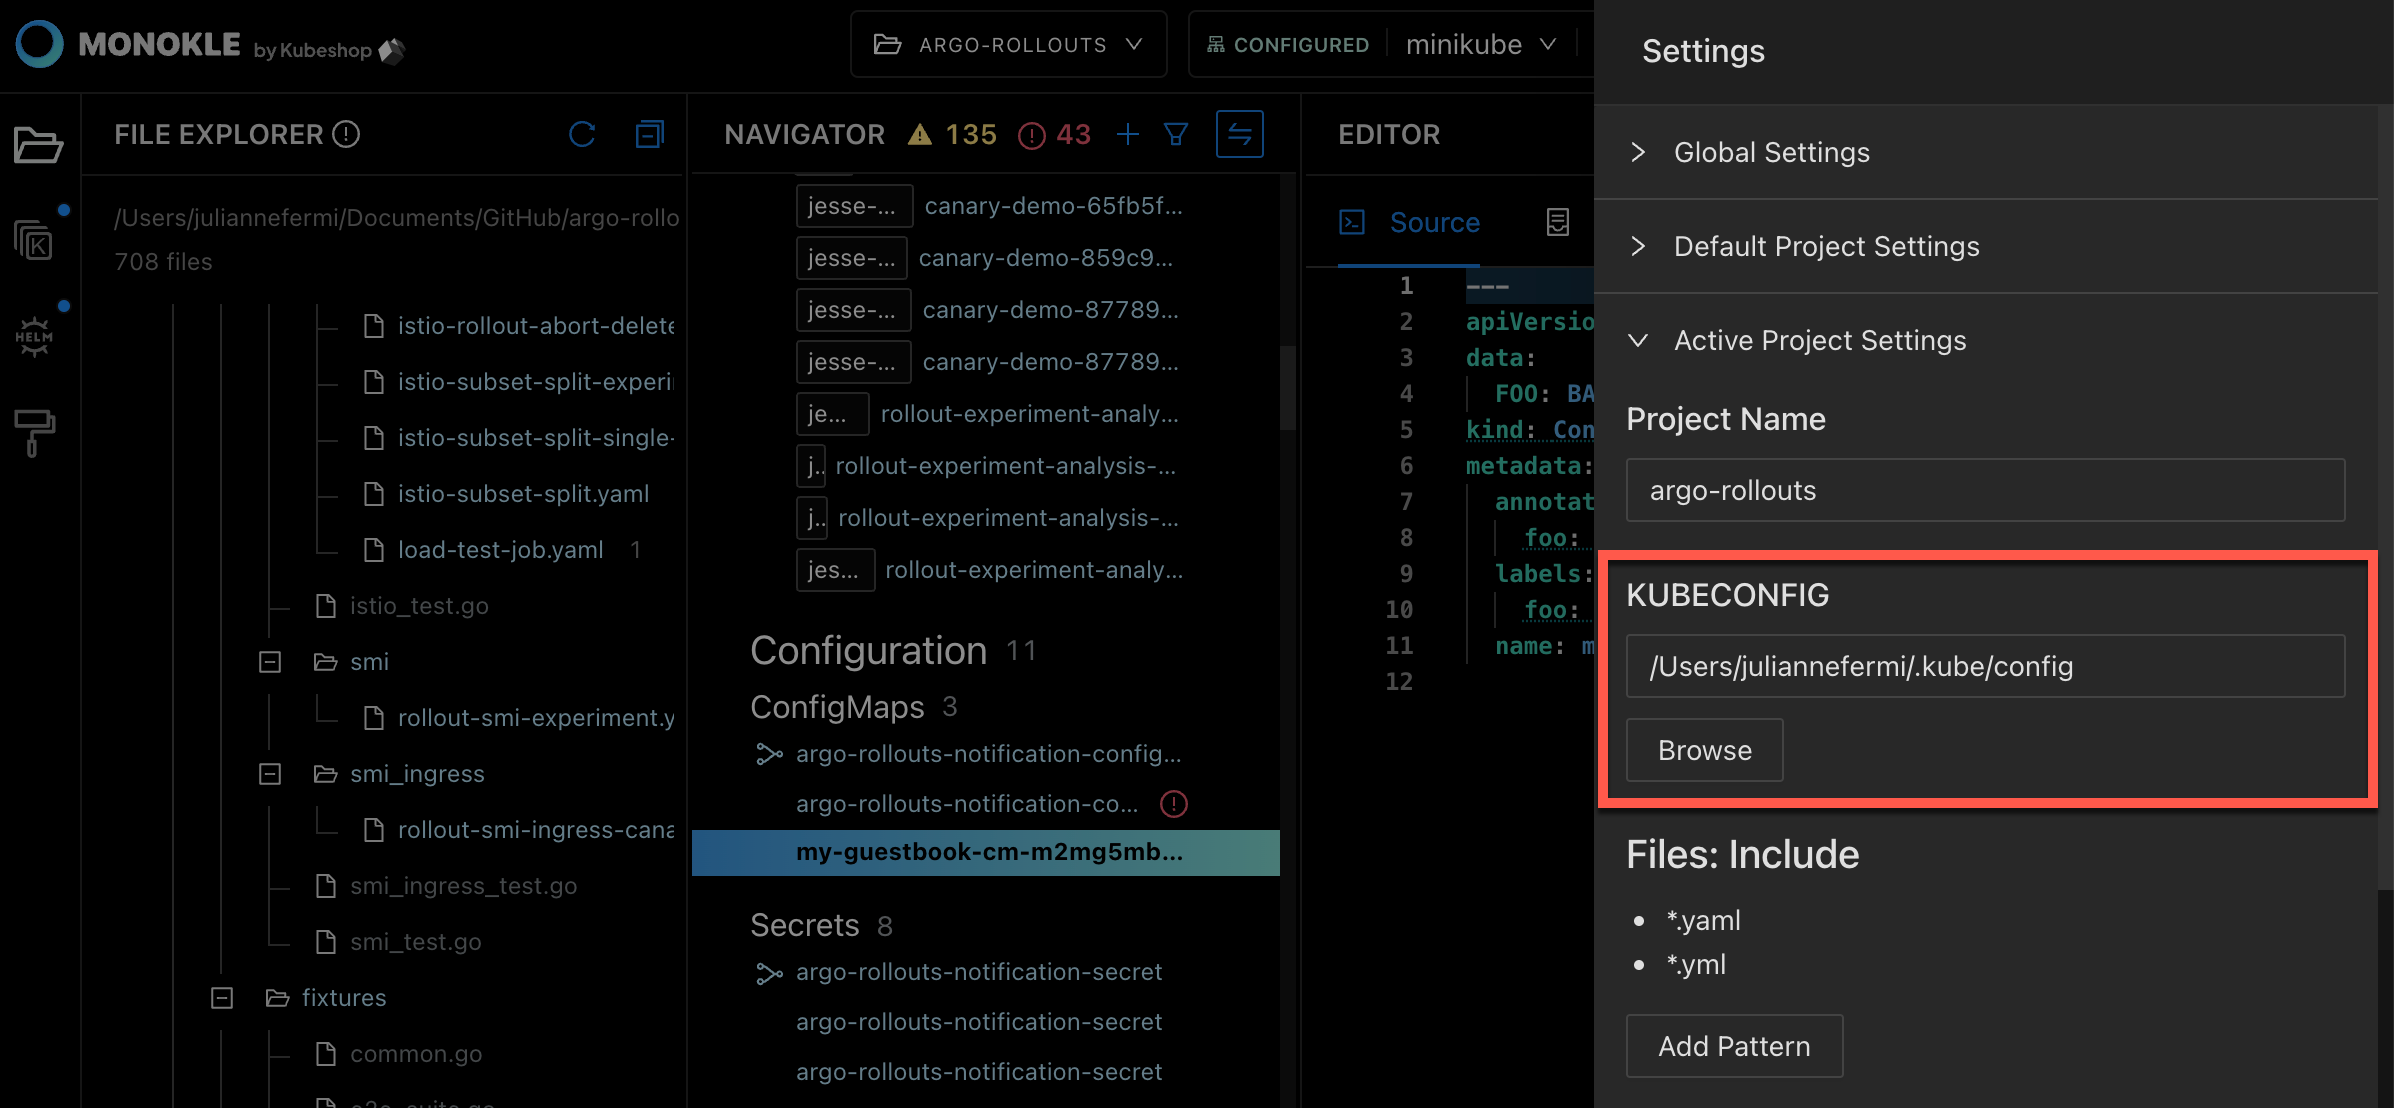 MONOKLE by Kubeshop
ARGO-ROLLOUTS
CONFIGURED
minikube
HELM
FILE EXPLORER
/Users/juliannefermi/Documents/GitHub/argo-rollo
708 files
istio-rollout-abort-delete
istio-subset-split-experi
istio-subset-split-single-
istio-subset-split.yaml
load-test-job.yaml 1
istio_test.go
smi
rollout-smi-experiment.y
smi_ingress
rollout-smi-ingress-cana
smi_ingress_test.go
smi_test.go
fixtures
common.go
NAVIGATOR 135 43
jesse-... canary-demo-65fb5f...
jesse-... canary-demo-859c9...
jesse-... canary-demo-87789...
jesse-... canary-demo-87789...
je... rollout-experiment-analy...
j.. rollout-experiment-analysis-...
j.. rollout-experiment-analysis-...
jes... rollout-experiment-analy...
Configuration 11
ConfigMaps 3
argo-rollouts-notification-config...
argo-rollouts-notification-co...
my-guestbook-cm-m2mg5mb...
Secrets 8
argo-rollouts-notification-secret
argo-rollouts-notification-secret
argo-rollouts-notification-secret
EDITOR
Source
1 ---
2 apiVersio
3 data:
4 FOO: BA
5 kind: Con
6 metadata:
7 annotat
8 foo:
9 labels:
10 foo:
11 name: m
12
Settings
Global Settings
Default Project Settings
Active Project Settings
Project Name
argo-rollouts
KUBECONFIG
/Users/juliannefermi/.kube/config
Browse
Files: Include
• *.yaml
• *.yml
Add Pattern